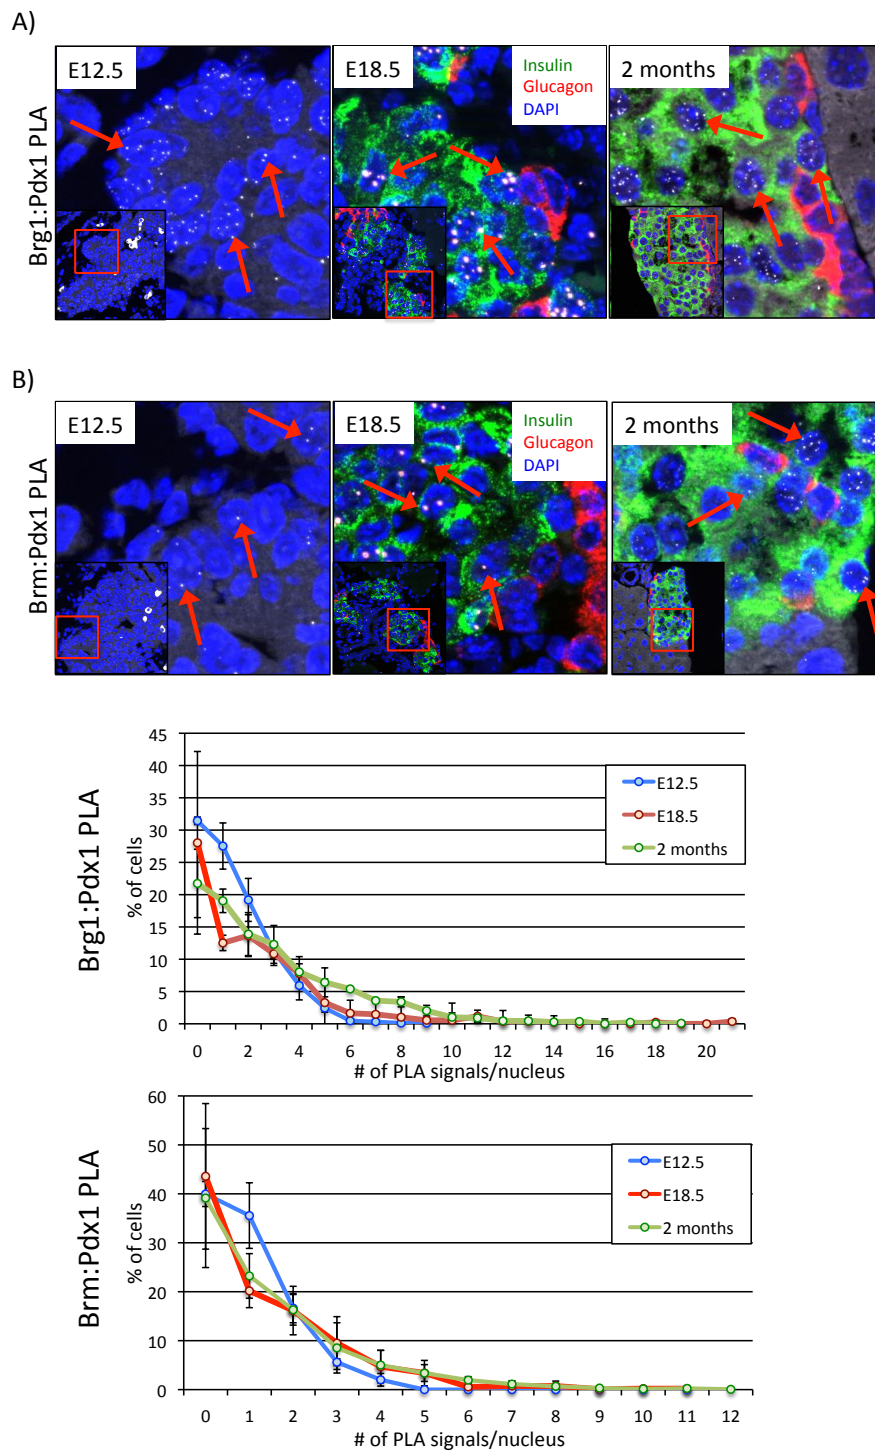 A)
Brg1:Pdx1 PLA
E12.5
E18.5
Insulin
Glucagon
DAPI
2 months
B)
Brm:Pdx1 PLA
E12.5
E18.5
Insulin
Glucagon
DAPI
2 months
Brg1:Pdx1 PLA
% of cells
45
40
35
30
25
20
15
10
5
0
E12.5
E18.5
2 months
0 2 4 6 8 10 12 14 16 18 20
# of PLA signals/nucleus
Brm:Pdx1 PLA
% of cells
60
50
40
30
20
10
0
E12.5
E18.5
2 months
0 1 2 3 4 5 6 7 8 9 10 11 12
# of PLA signals/nucleus